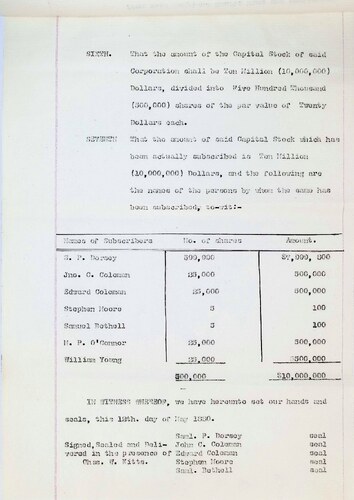 SIXTH. That the amount of the Capital Stock of said
Corporation shall be Ten Million (10,000,000)
Dollars, divided into Five Hundred Thousand
(500,000) shares of the par value of Twenty
Dollars each.
SEVENTH That the amount of said Capital Stock which has
been actually subscribed is Ten Million
(10,000,000) Dollars, and the following are
the names of the persons by whom the same has
been subscribed, to-wit:-
Names of Subscribers No. of shares Amount.
S. P. Dorsey
Jno. C. Coleman 500,000
Edward Coleman 500,000
Stephen Moore 5 100
Samuel Bethell 5 100
M. P. O'Connor 500,000
William Young
500,000 $10,000,000
IN WITNESS WHEREOF, we have hereunto set our hands and
seals, this 12th. day of May 1880.
Saml. P. Dorsey seal
Signed, Sealed and Deli- John C. Coleman seal
vered in the presence of Edward Coleman seal
Chas. W. Kitts. Stephen Moore seal
Saml. Bethell seal